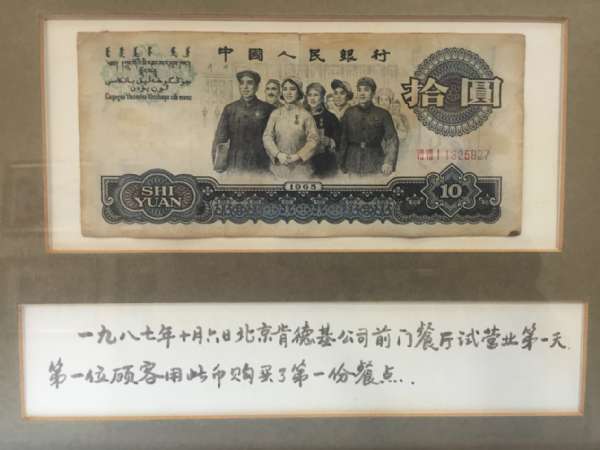 中國人民銀行
拾圓
SHI
YUAN
1965
10
一九八七年十月六日北京肯德基公司前门餐厅试营业第一天.
第一位顾客用此币购买了第一份餐点..